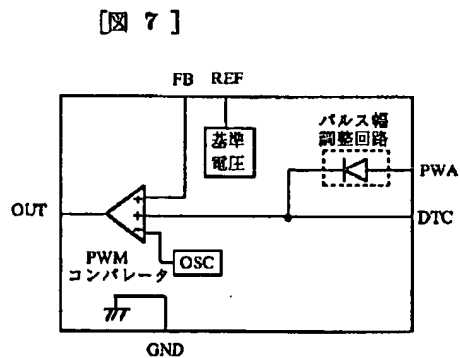 [図 7]
FB REF
基準
電圧
パルス幅
調整回路
PWA
OUT
DTC
+
+
−
PWM
コンパレータ
OSC
GND